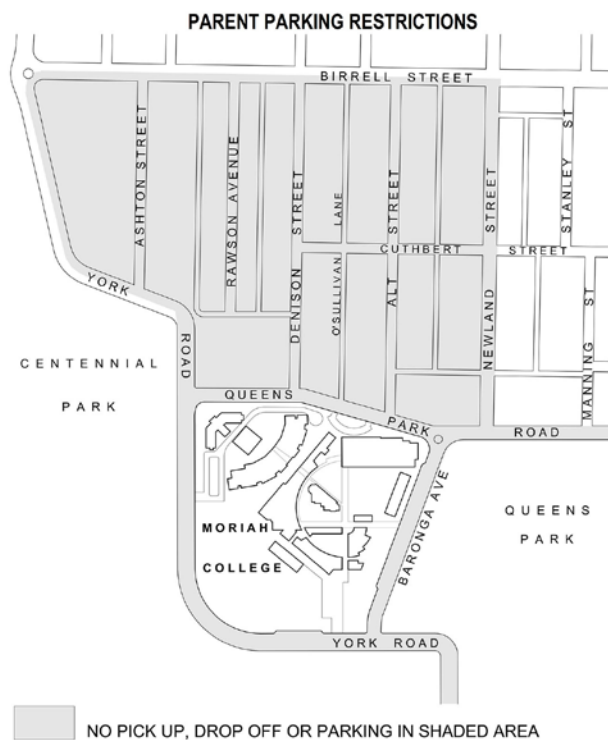 PARENT PARKING RESTRICTIONS
BIRRELL STREET
ASHTON STREET
RAWSON AVENUE
DENISON STREET
O'SULLIVAN LANE
ALT STREET
NEWLAND STREET
STANLEY ST
CUTHBERT STREET
MANNING ST
YORK ROAD
CENTENNIAL
PARK
QUEENS PARK ROAD
MORIAH
COLLEGE
BARONGA AVE
QUEENS
PARK
YORK ROAD
NO PICK UP, DROP OFF OR PARKING IN SHADED AREA